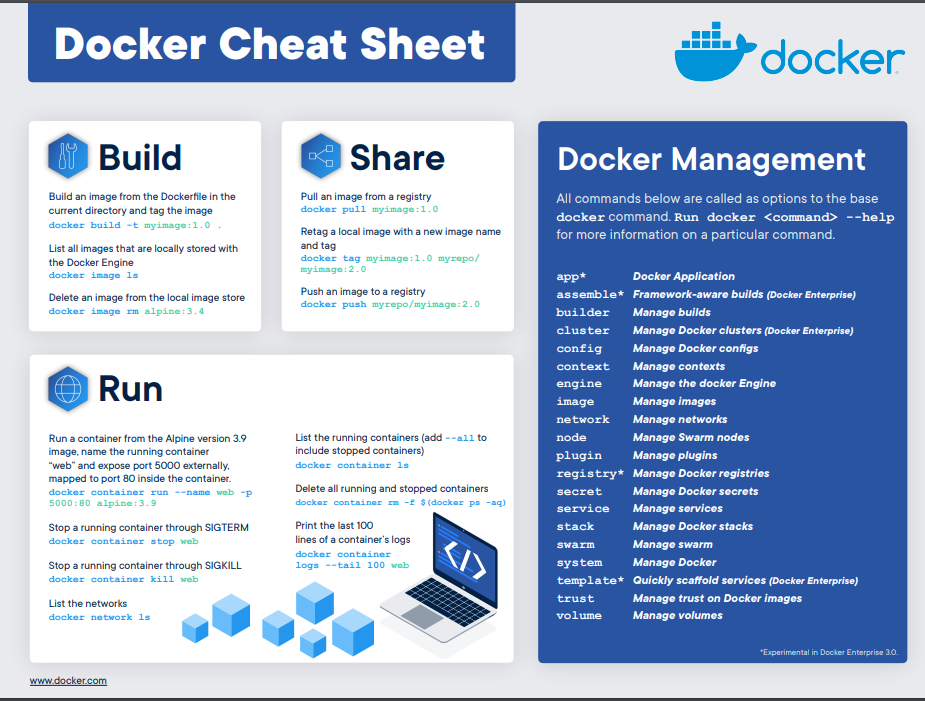 Docker Cheat Sheet
docker
Build
Build an image from the Dockerfile in the
current directory and tag the image
docker build -t myimage:1.0 .
List all images that are locally stored with
the Docker Engine
docker image ls
Delete an image from the local image store
docker image rm alpine:3.4
Share
Pull an image from a registry
docker pull myimage:1.0
Retag a local image with a new image name
and tag
docker tag myimage:1.0 myrepo/
myimage:2.0
Push an image to a registry
docker push myrepo/myimage:2.0
Run
Run a container from the Alpine version 3.9
image, name the running container
“web” and expose port 5000 externally,
mapped to port 80 inside the container.
docker container run --name web -p
5000:80 alpine:3.9
Stop a running container through SIGTERM
docker container stop web
Stop a running container through SIGKILL
docker container kill web
List the networks
docker network ls
List the running containers (add --all to
include stopped containers)
docker container ls
Delete all running and stopped containers
docker container rm -f $(docker ps -aq)
Print the last 100
lines of a container’s logs
docker container
logs --tail 100 web
</>
Docker Management
All commands below are called as options to the base
docker command. Run docker <command> --help
for more information on a particular command.
app* Docker Application
assemble* Framework-aware builds (Docker Enterprise)
builder Manage builds
cluster Manage Docker clusters (Docker Enterprise)
config Manage Docker configs
context Manage contexts
engine Manage the docker Engine
image Manage images
network Manage networks
node Manage Swarm nodes
plugin Manage plugins
registry* Manage Docker registries
secret Manage Docker secrets
service Manage services
stack Manage Docker stacks
swarm Manage swarm
system Manage Docker
template* Quickly scaffold services (Docker Enterprise)
trust Manage trust on Docker images
volume Manage volumes
*Experimental in Docker Enterprise 3.0.
www.docker.com